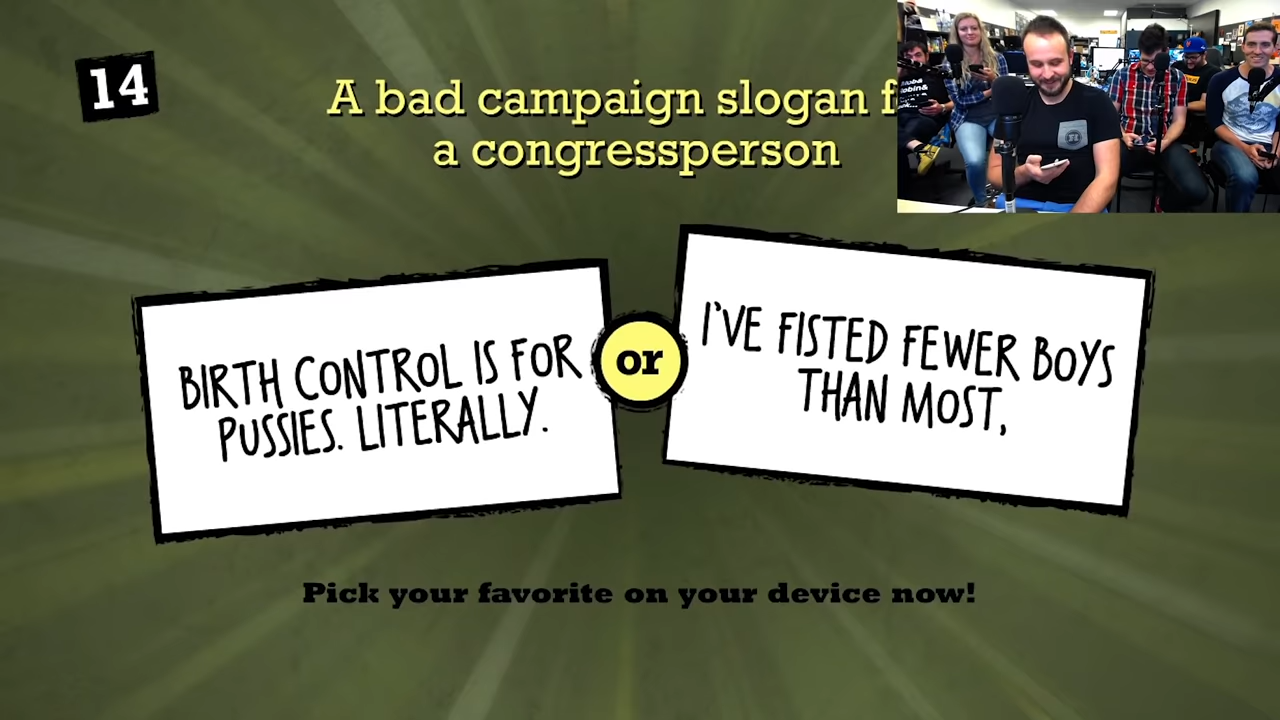 14
A bad campaign slogan f
a congressperson
BIRTH CONTROL IS FOR
PUSSIES. LITERALLY.
or
I'VE FISTED FEWER BOYS
THAN MOST,
Pick your favorite on your device now!